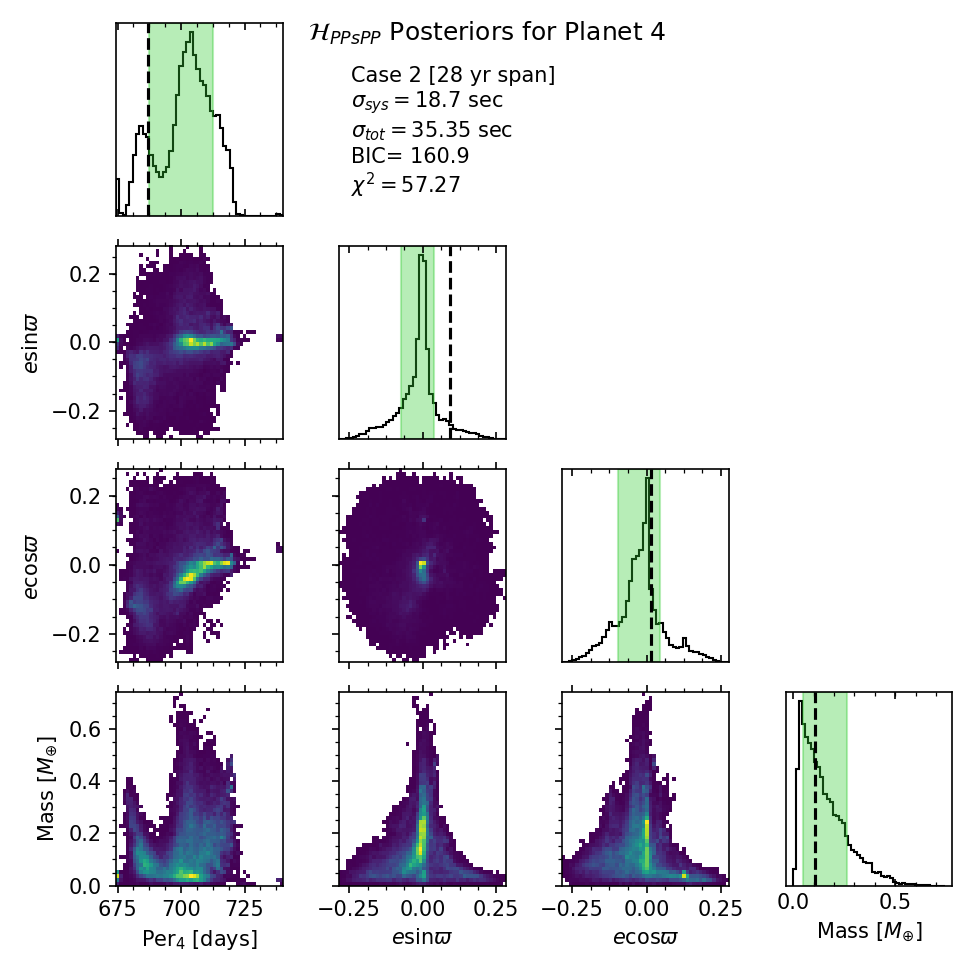 𝓗_PPsPP Posteriors for Planet 4
Case 2 [28 yr span]
σ_sys = 18.7 sec
σ_tot = 35.35 sec
BIC= 160.9
χ² = 57.27
0.2
0.0
−0.2
esinϖ
0.2
0.0
−0.2
ecosϖ
0.6
0.4
0.2
0.0
Mass [M⊕]
675 700 725
Per₄ [days]
−0.25 0.00 0.25
esinϖ
−0.25 0.00 0.25
ecosϖ
0.0 0.5
Mass [M⊕]